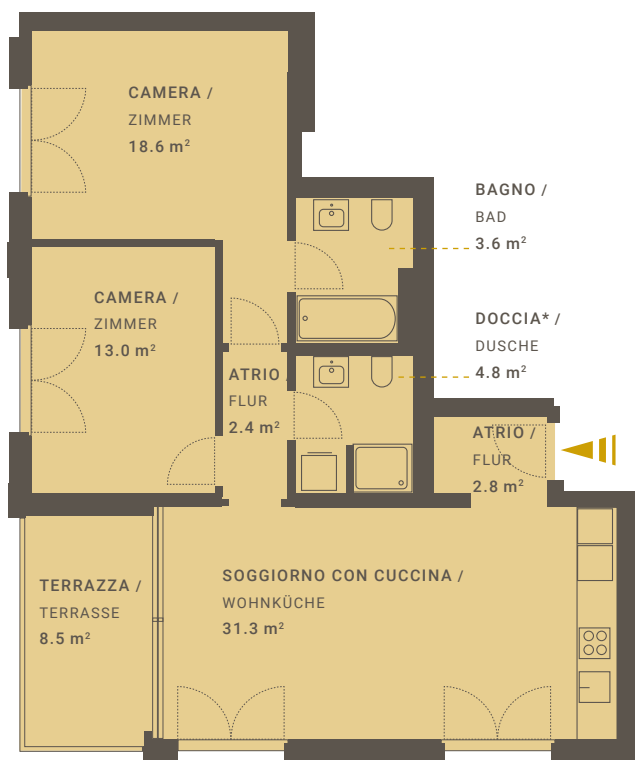 CAMERA /
ZIMMER
18.6 m²
BAGNO /
BAD
3.6 m²
CAMERA /
ZIMMER
13.0 m²
DOCCIA* /
DUSCHE
4.8 m²
ATRIO
FLUR
2.4 m²
ATRIO /
FLUR
2.8 m²
TERRAZZA /
TERRASSE
8.5 m²
SOGGIORNO CON CUCCINA /
WOHNKÜCHE
31.3 m²